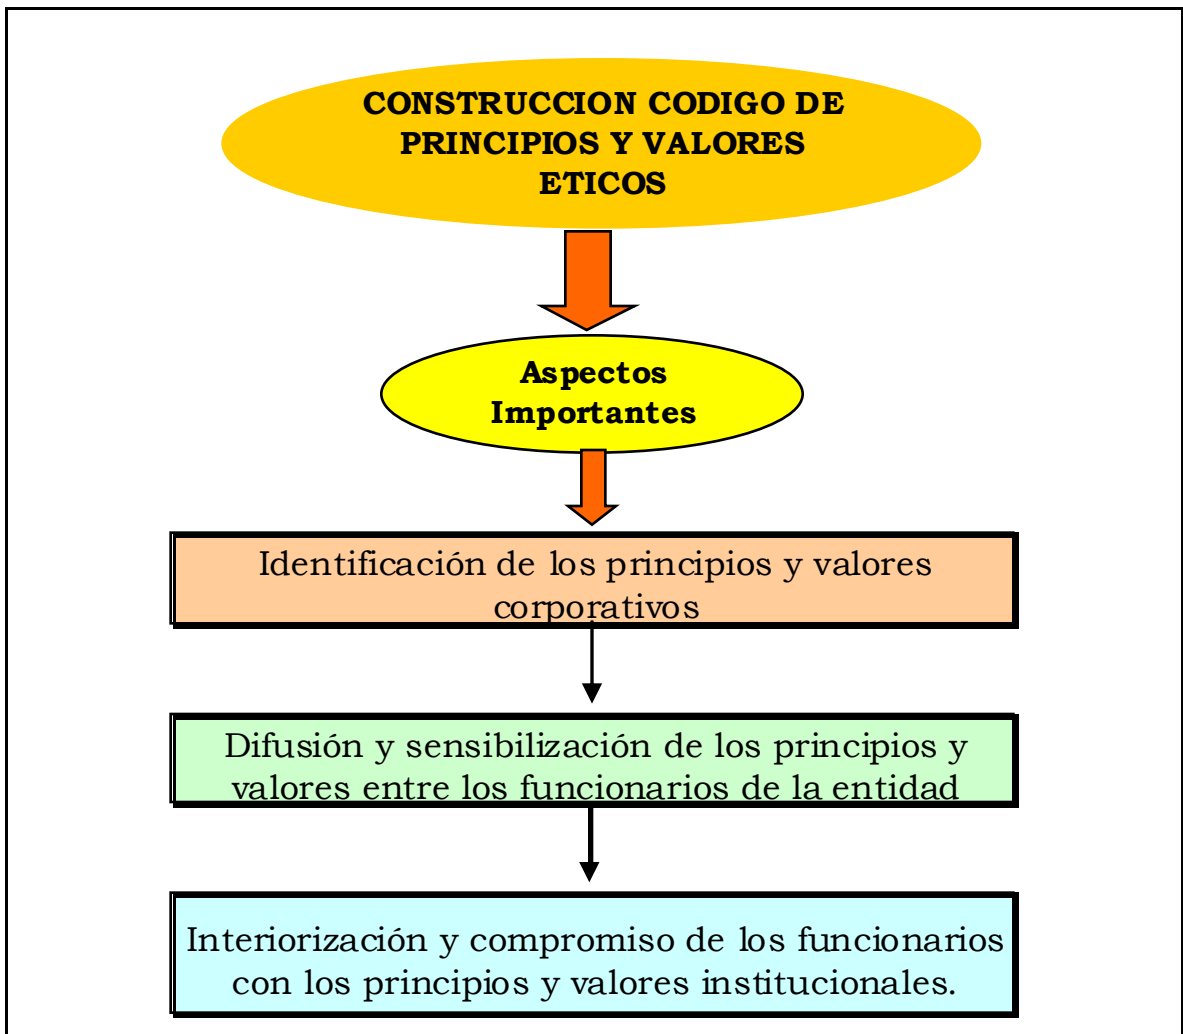 CONSTRUCCION CODIGO DE
PRINCIPIOS Y VALORES
ETICOS
Aspectos
Importantes
Identificación de los principios y valores
corporativos
Difusión y sensibilización de los principios y
valores entre los funcionarios de la entidad
Interiorización y compromiso de los funcionarios
con los principios y valores institucionales.